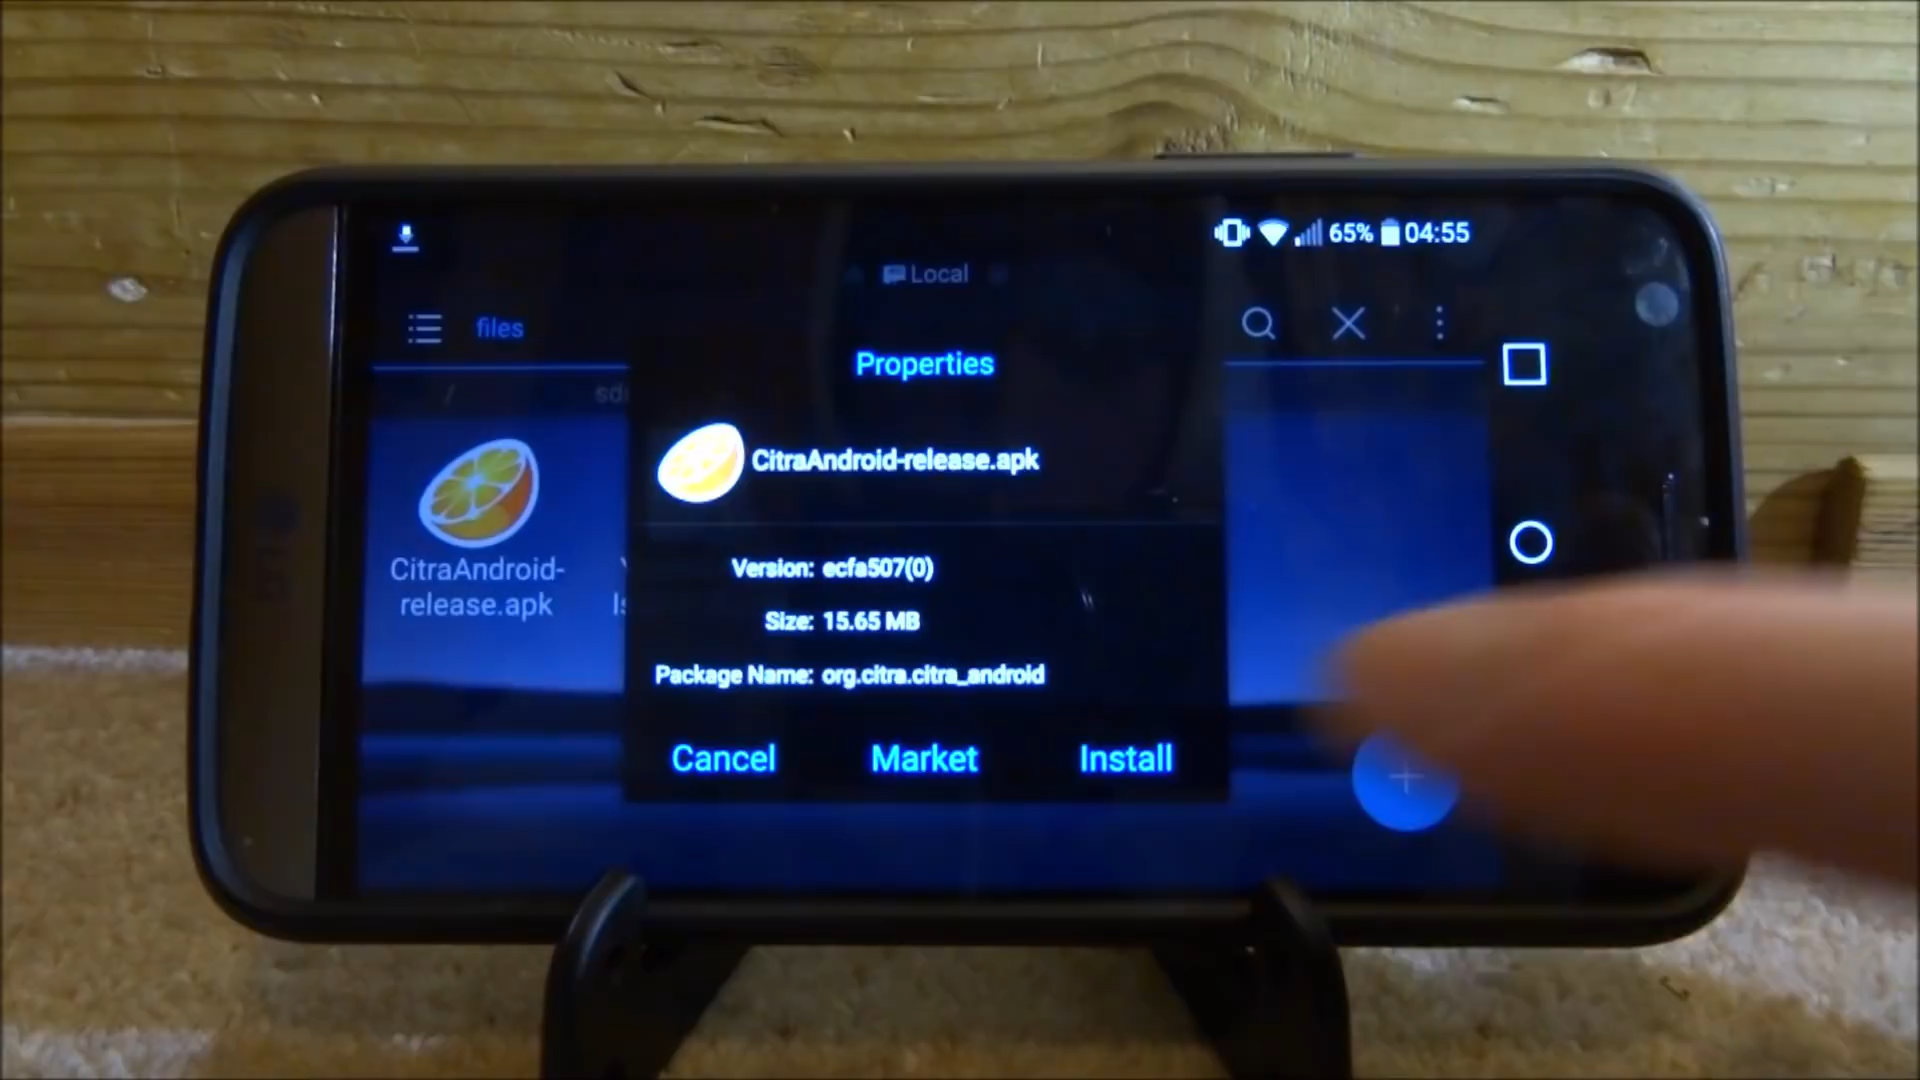 65% 04:55
Local
files
Properties
/ sd
CitraAndroid-release.apk
CitraAndroid-
release.apk
Version: ecfa507(0)
Size: 15.65 MB
Package Name: org.citra.citra_android
Cancel Market Install